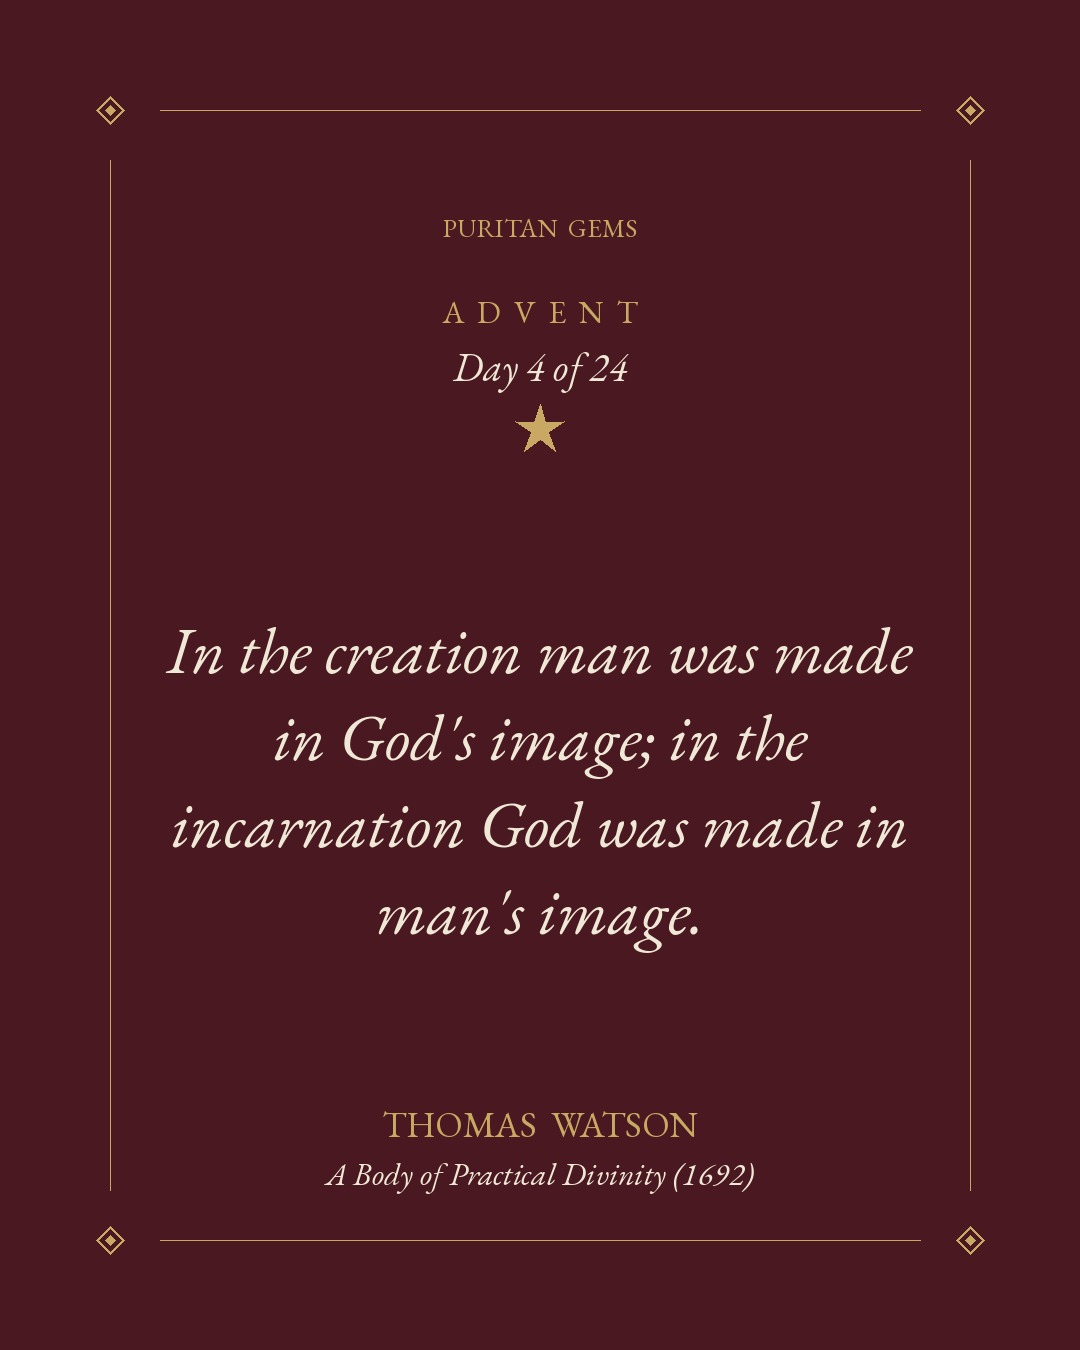 PURITAN GEMS
ADVENT
Day 4 of 24
In the creation man was made
in God's image; in the
incarnation God was made in
man's image.
THOMAS WATSON
A Body of Practical Divinity (1692)